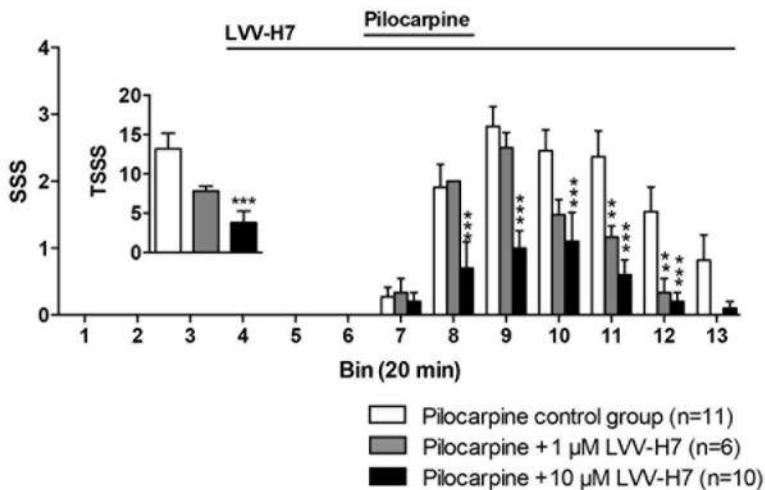 Pilocarpine
LVV-H7
4
3
2
1
0
SSS
20
15
10
5
0
TSSS
***
***
***
***
**
***
**
***
1 2 3 4 5 6 7 8 9 10 11 12 13
Bin (20 min)
Pilocarpine control group (n=11)
Pilocarpine +1 µM LVV-H7 (n=6)
Pilocarpine +10 µM LVV-H7 (n=10)